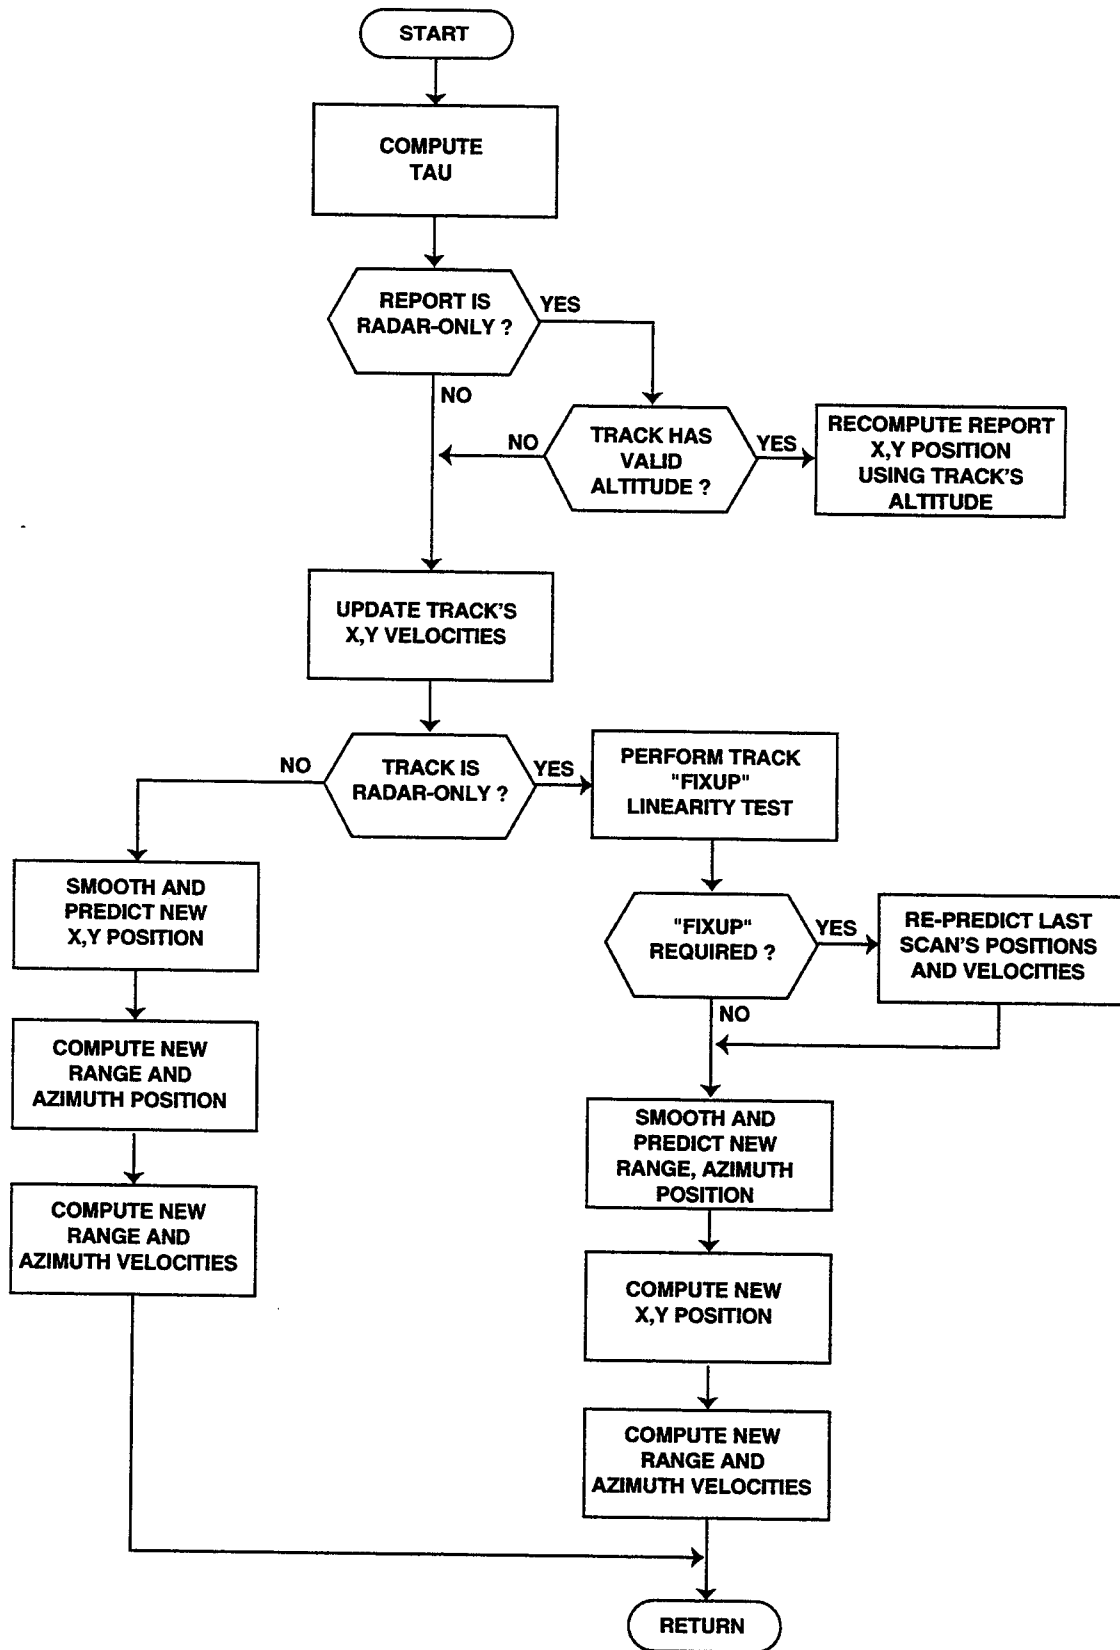 START
COMPUTE
TAU
REPORT IS
RADAR-ONLY ?
YES
NO
TRACK HAS
VALID
ALTITUDE ?
NO
YES
RECOMPUTE REPORT
X,Y POSITION
USING TRACK'S
ALTITUDE
UPDATE TRACK'S
X,Y VELOCITIES
TRACK IS
RADAR-ONLY ?
NO
YES
PERFORM TRACK
"FIXUP"
LINEARITY TEST
SMOOTH AND
PREDICT NEW
X,Y POSITION
"FIXUP"
REQUIRED ?
YES
RE-PREDICT LAST
SCAN'S POSITIONS
AND VELOCITIES
NO
COMPUTE NEW
RANGE AND
AZIMUTH POSITION
SMOOTH AND
PREDICT NEW
RANGE, AZIMUTH
POSITION
COMPUTE NEW
RANGE AND
AZIMUTH VELOCITIES
COMPUTE NEW
X,Y POSITION
COMPUTE NEW
RANGE AND
AZIMUTH VELOCITIES
RETURN